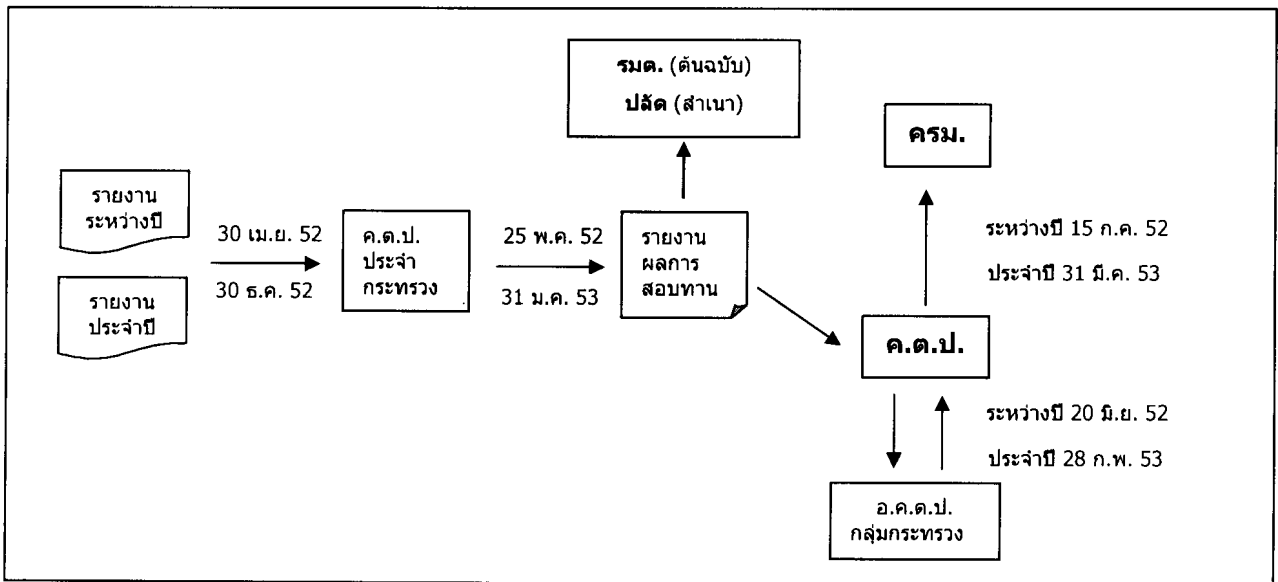 รมต. (ต้นฉบับ)
ปลัด (สำเนา)
ครม.
รายงาน
ระหว่างปี
30 เม.ย. 52
30 ธ.ค. 52
รายงาน
ประจำปี
ค.ต.ป.
ประจำ
กระทรวง
25 พ.ค. 52
31 ม.ค. 53
รายงาน
ผลการ
สอบทาน
ระหว่างปี 15 ก.ค. 52
ประจำปี 31 มี.ค. 53
ค.ต.ป.
ระหว่างปี 20 มิ.ย. 52
ประจำปี 28 ก.พ. 53
อ.ค.ต.ป.
กลุ่มกระทรวง